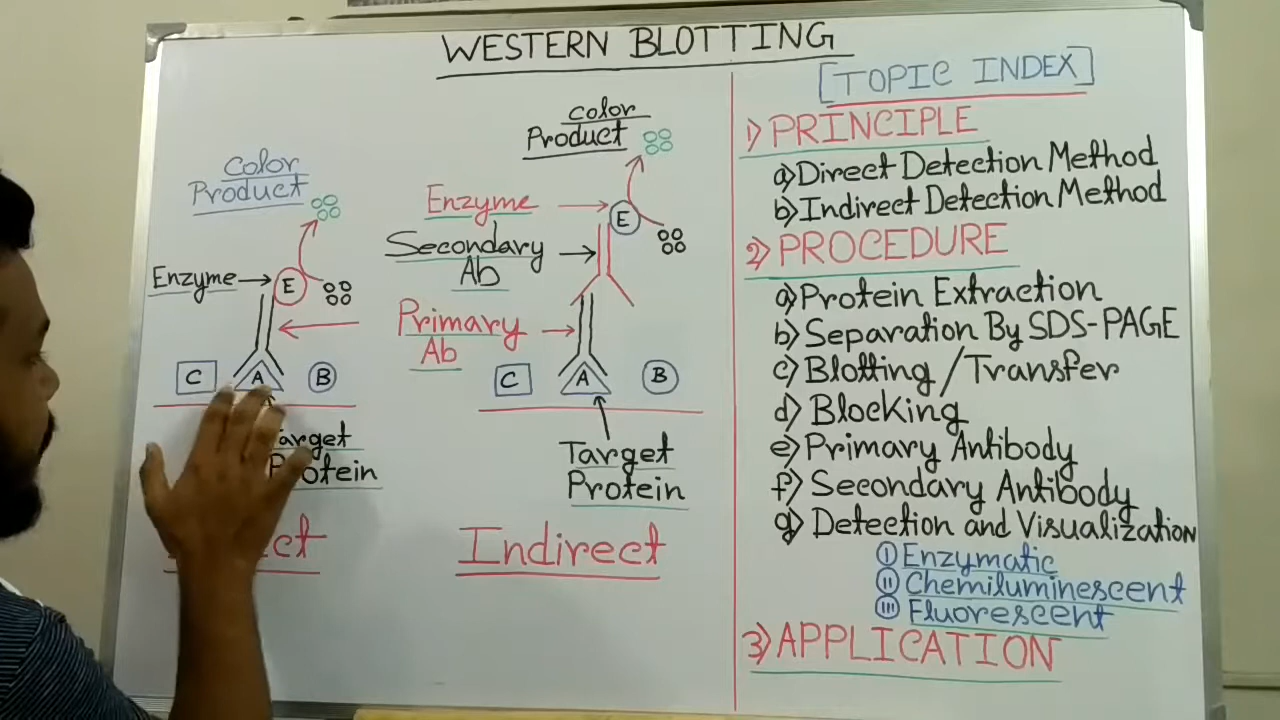 WESTERN BLOTTING
Color
Product
Enzyme
E
C
A
B
Target
Protein
Color
Product
Enzyme
E
Secondary
Ab
Primary
Ab
C
A
B
Target
Protein
Indirect
[TOPIC INDEX]
1) PRINCIPLE
a) Direct Detection Method
b) Indirect Detection Method
2) PROCEDURE
a) Protein Extraction
b) Separation By SDS-PAGE
c) Blotting/Transfer
d) Blocking
e) Primary Antibody
f) Secondary Antibody
g) Detection and Visualization
I Enzymatic
II Chemiluminescent
III Fluorescent
3) APPLICATION